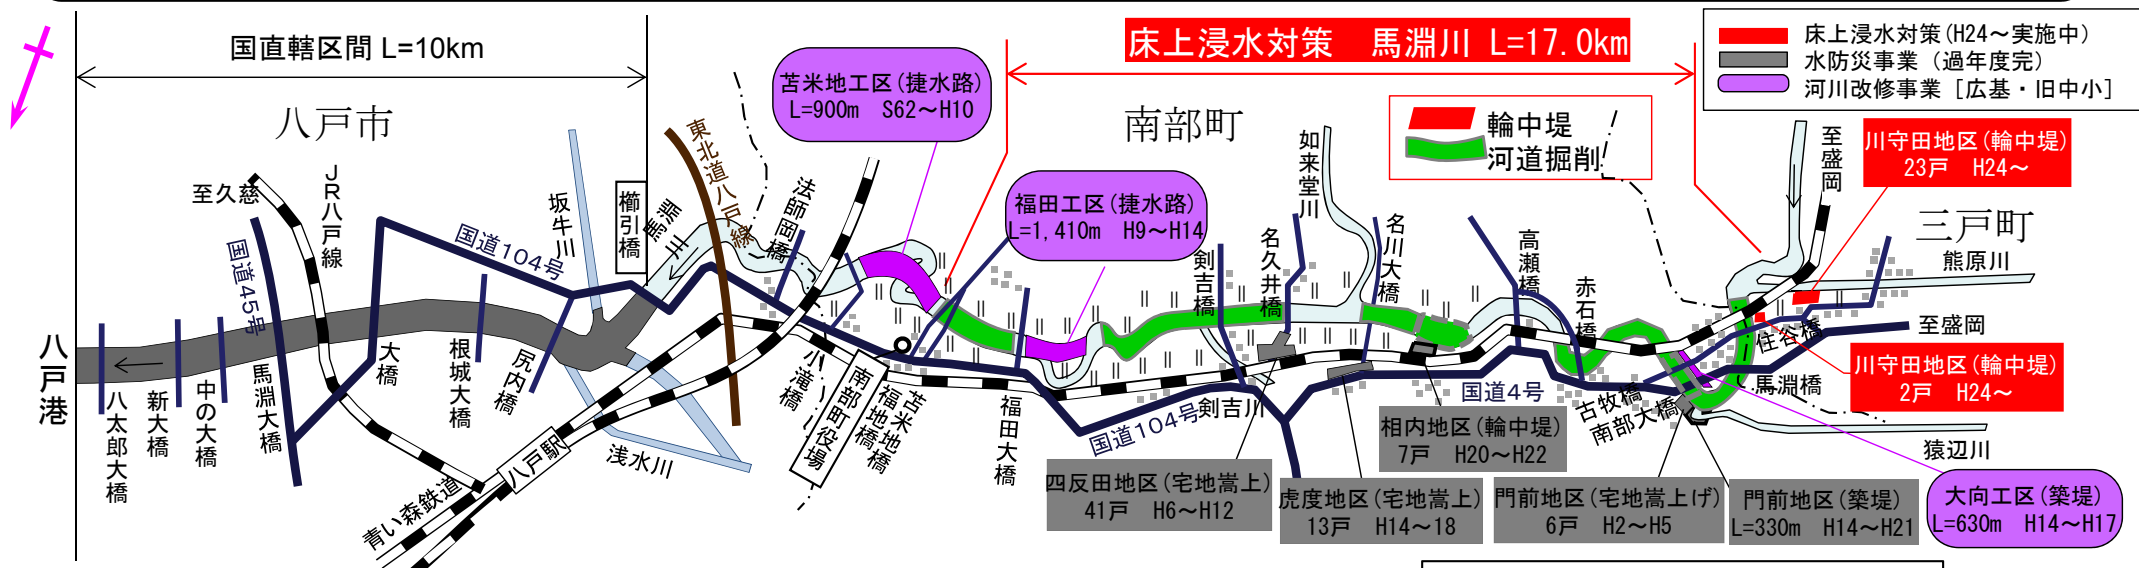 国直轄区間 L=10km
床上浸水対策　馬淵川 L=17.0km
床上浸水対策(H24～実施中)
水防災事業（過年度完）
河川改修事業［広基・旧中小］
輪中堤
河道掘削
八戸市
南部町
三戸町
苫米地工区(捷水路)
L=900m　S62～H10
福田工区(捷水路)
L=1,410m　H9～H14
川守田地区(輪中堤)
23戸　H24～
川守田地区(輪中堤)
2戸　H24～
至久慈
JR八戸線
国道45号
国道104号
坂牛川
櫛引橋
馬淵川
東北道八戸線
法師岡橋
剣吉橋
名久井橋
如来堂川
名川大橋
高瀬橋
赤石橋
至盛岡
熊原川
至盛岡
住谷橋
馬淵橋
八戸港
八太郎大橋
新大橋
中の大橋
馬淵大橋
大橋
根城大橋
尻内橋
八戸駅
青い森鉄道
浅水川
小滝橋
南部町役場
福地橋
苫米地橋
福田大橋
国道104号
剣吉川
国道4号
古牧橋
南部大橋
猿辺川
四反田地区(宅地嵩上)
41戸　H6～H12
虎度地区(宅地嵩上)
13戸　H14～18
相内地区(輪中堤)
7戸　H20～H22
門前地区(宅地嵩上げ)
6戸　H2～H5
門前地区(築堤)
L=330m　H14～H21
大向工区(築堤)
L=630m　H14～H17